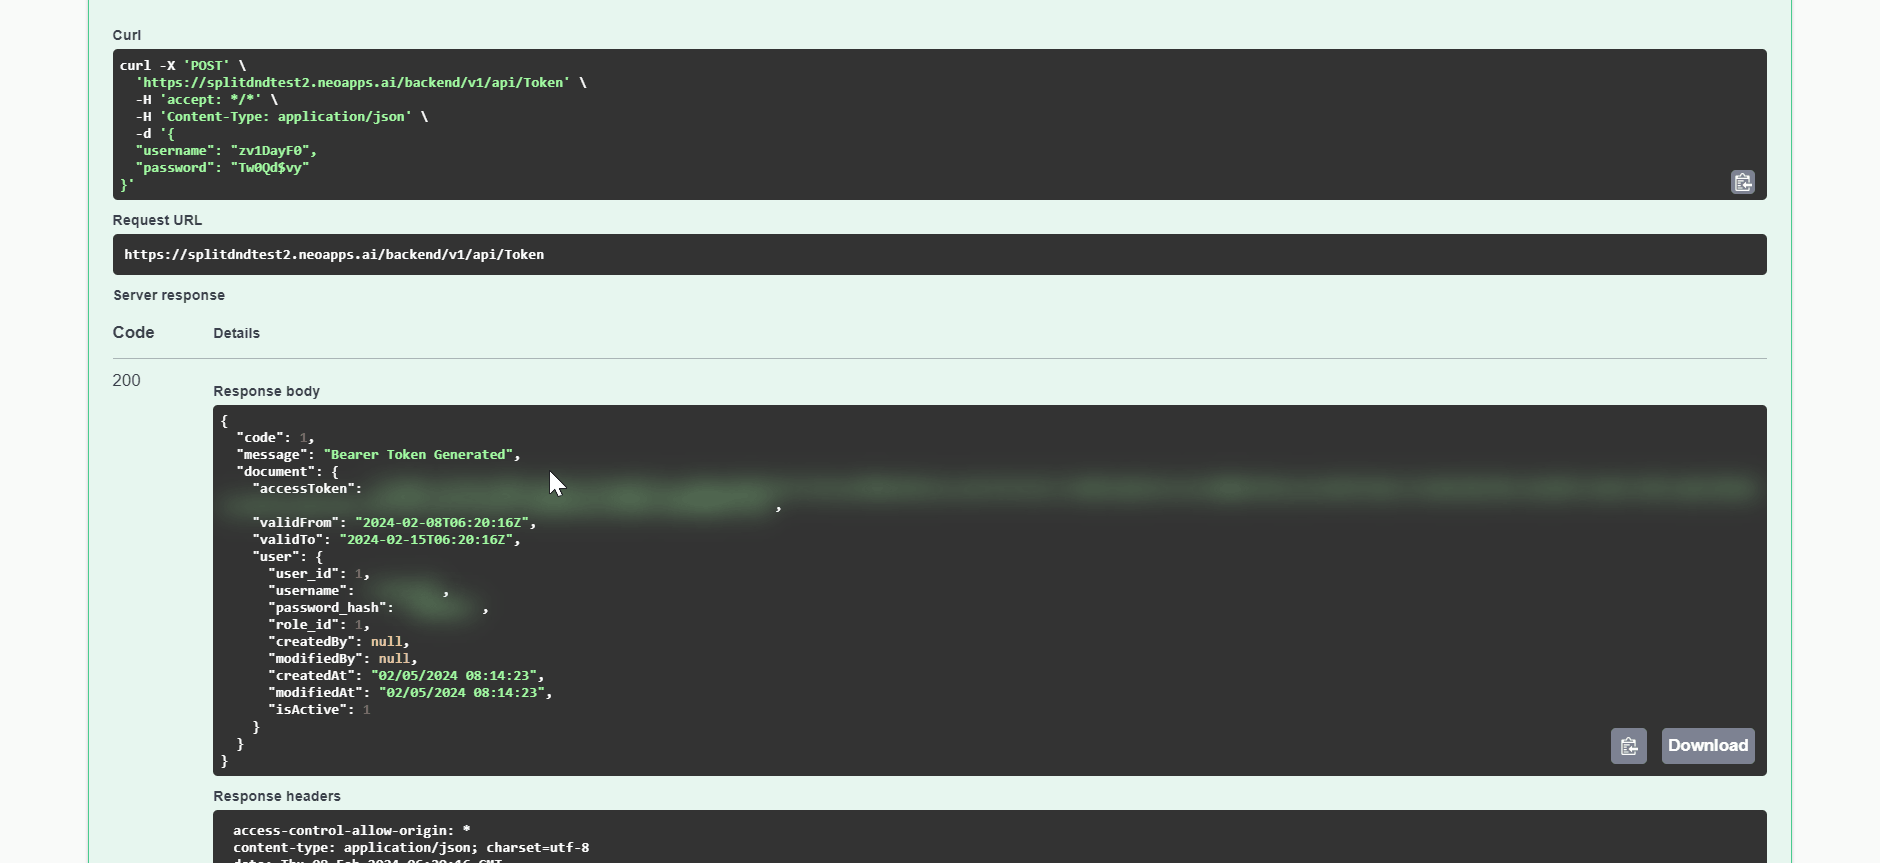 Curl
curl -X 'POST' \
'https://splitdndtest2.neoapps.ai/backend/v1/api/Token' \
-H 'accept: */*' \
-H 'Content-Type: application/json' \
-d '{
"username": "zv1DayF0",
"password": "Tw0Qd$vy"
}'
Request URL
https://splitdndtest2.neoapps.ai/backend/v1/api/Token
Server response
Code Details
200
Response body
{
"code": 1,
"message": "Bearer Token Generated",
"document": {
"accessToken":
,
"validFrom": "2024-02-08T06:20:16Z",
"validTo": "2024-02-15T06:20:16Z",
"user": {
"user_id": 1,
"username": ,
"password_hash": ,
"role_id": 1,
"createdBy": null,
"modifiedBy": null,
"createdAt": "02/05/2024 08:14:23",
"modifiedAt": "02/05/2024 08:14:23",
"isActive": 1
}
}
}
Download
Response headers
access-control-allow-origin: *
content-type: application/json; charset=utf-8